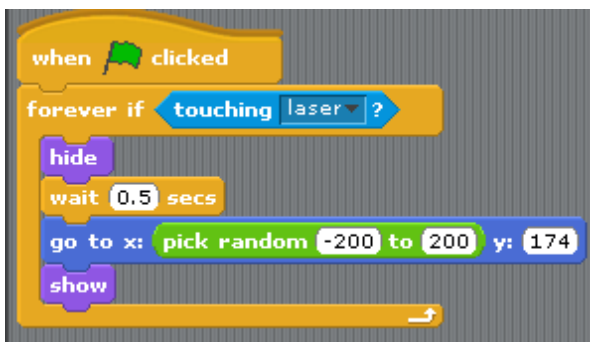 when clicked
forever if touching laser ?
hide
wait 0.5 secs
go to x: pick random -200 to 200 y: 174
show